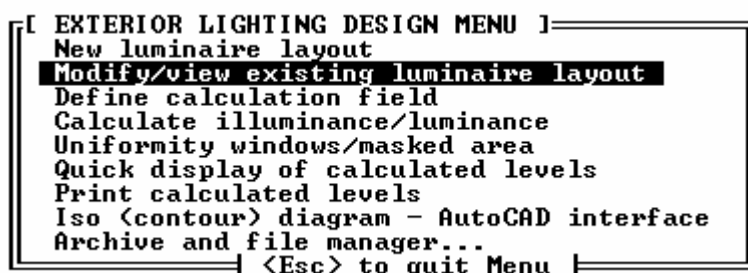 [ EXTERIOR LIGHTING DESIGN MENU ]
New luminaire layout
Modify/view existing luminaire layout
Define calculation field
Calculate illuminance/luminance
Uniformity windows/masked area
Quick display of calculated levels
Print calculated levels
Iso (contour) diagram - AutoCAD interface
Archive and file manager...
<Esc> to quit Menu